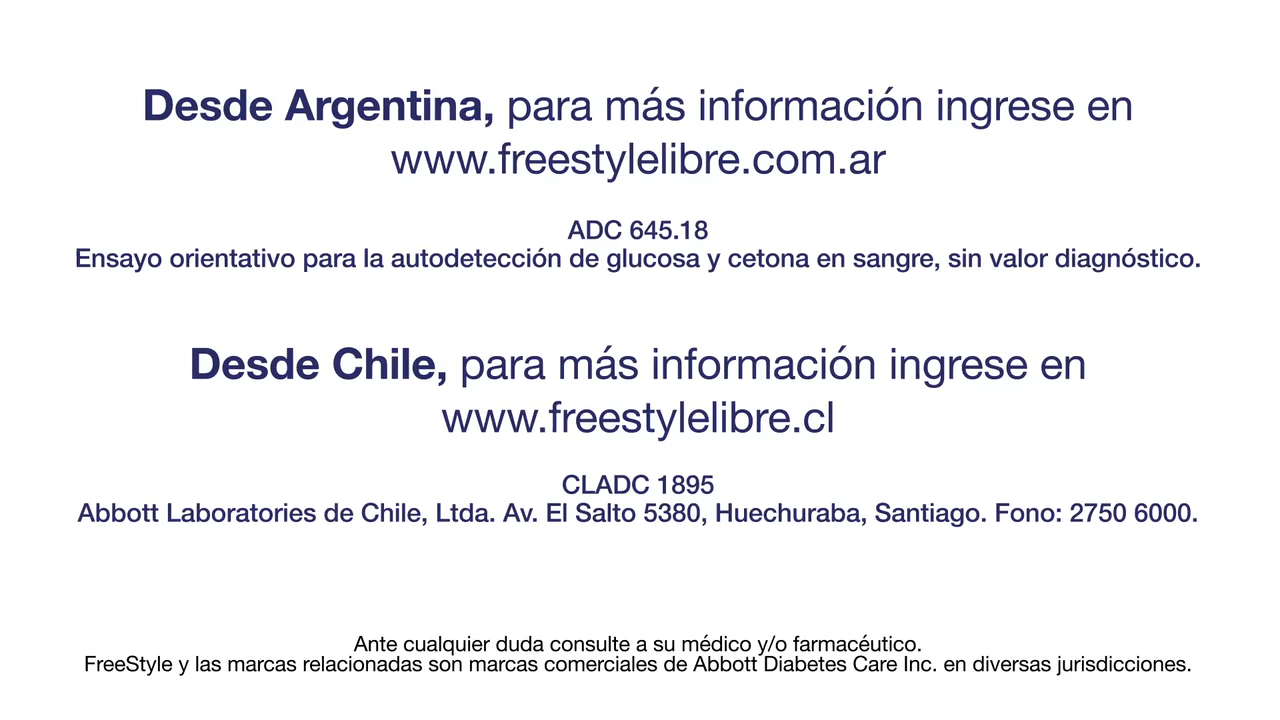 Desde Argentina, para más información ingrese en
www.freestylelibre.com.ar
ADC 645.18
Ensayo orientativo para la autodetección de glucosa y cetona en sangre, sin valor diagnóstico.
Desde Chile, para más información ingrese en
www.freestylelibre.cl
CLADC 1895
Abbott Laboratories de Chile, Ltda. Av. El Salto 5380, Huechuraba, Santiago. Fono: 2750 6000.
Ante cualquier duda consulte a su médico y/o farmacéutico.
FreeStyle y las marcas relacionadas son marcas comerciales de Abbott Diabetes Care Inc. en diversas jurisdicciones.